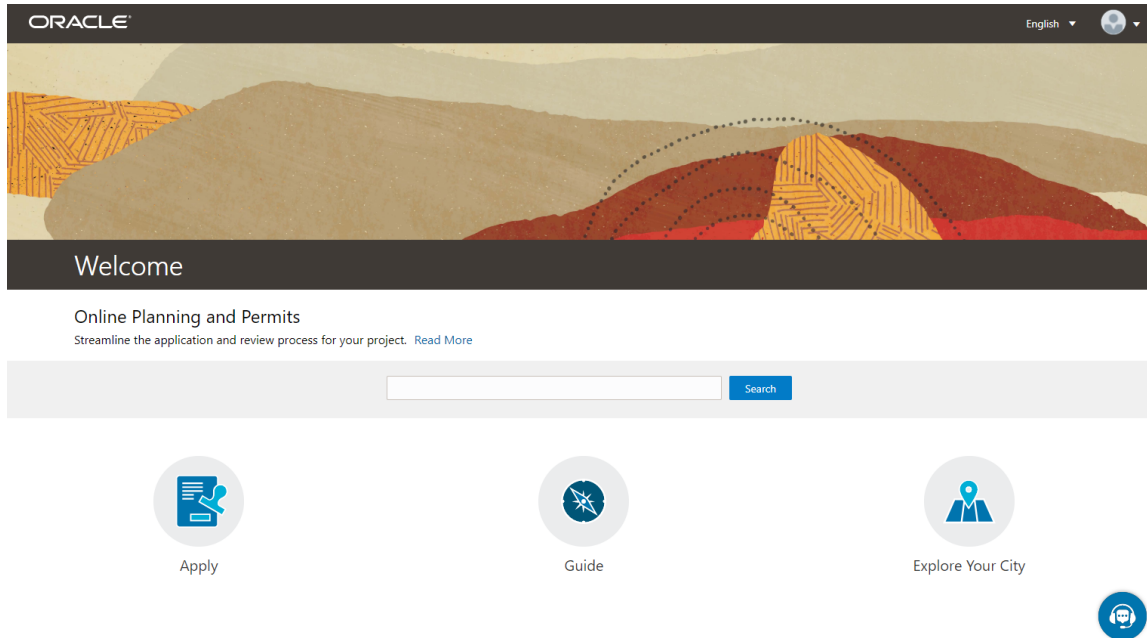 ORACLE
English
Welcome
Online Planning and Permits
Streamline the application and review process for your project. Read More
Search
Apply
Guide
Explore Your City